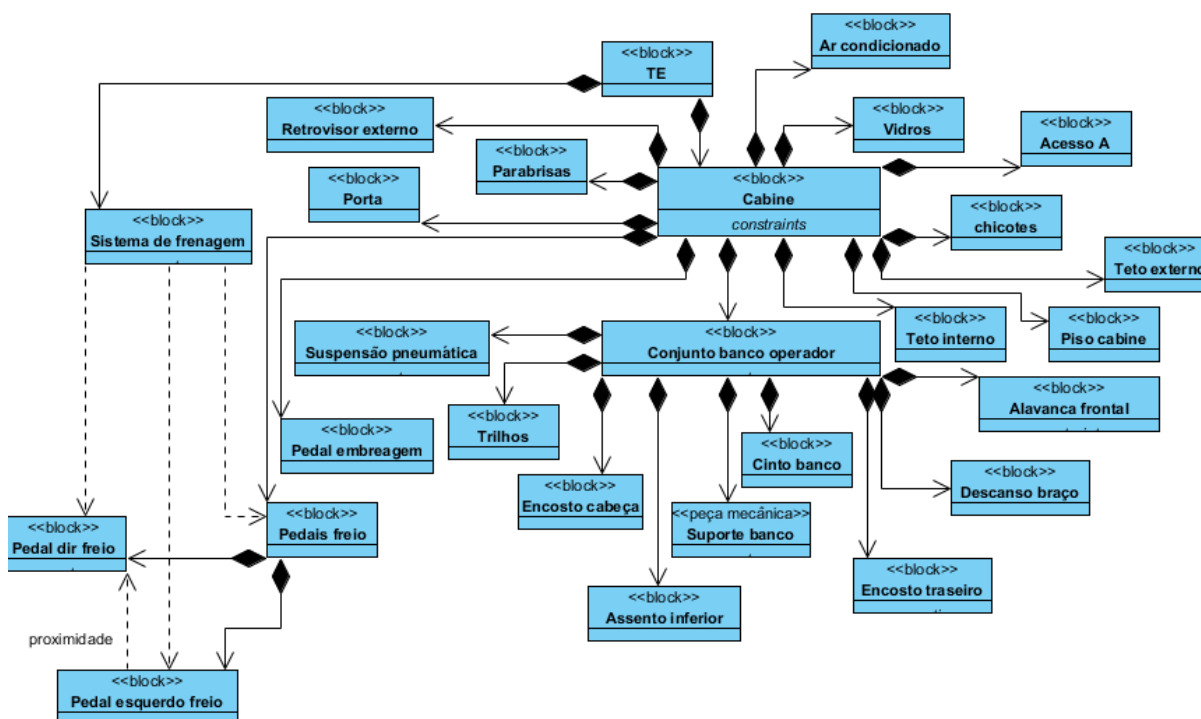 <<block>>
Ar condicionado
<<block>>
TE
<<block>>
Retrovisor externo
<<block>>
Vidros
<<block>>
Acesso A
<<block>>
Parabrisas
<<block>>
Porta
<<block>>
Cabine
constraints
<<block>>
chicotes
<<block>>
Sistema de frenagem
<<block>>
Teto externo
<<block>>
Teto interno
<<block>>
Piso cabine
<<block>>
Suspensão pneumática
<<block>>
Conjunto banco operador
<<block>>
Alavanca frontal
<<block>>
Trilhos
<<block>>
Pedal embreagem
<<block>>
Cinto banco
<<block>>
Descanso braço
<<block>>
Encosto cabeça
<<peça mecânica>>
Suporte banco
<<block>>
Pedal dir freio
<<block>>
Pedais freio
<<block>>
Encosto traseiro
<<block>>
Assento inferior
proximidade
<<block>>
Pedal esquerdo freio